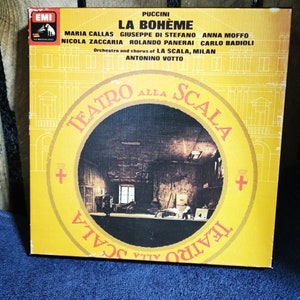 EMI
PUCCINI
LA BOHÈME
MARIA CALLAS GIUSEPPE DI STEFANO ANNA MOFFO
NICOLA ZACCARIA ROLANDO PANERAI CARLO BADIOLI
Orchestra and chorus of LA SCALA, MILAN
ANTONINO VOTTO
TEATRO ALLA SCALA
TEATRO ALLA SCALA